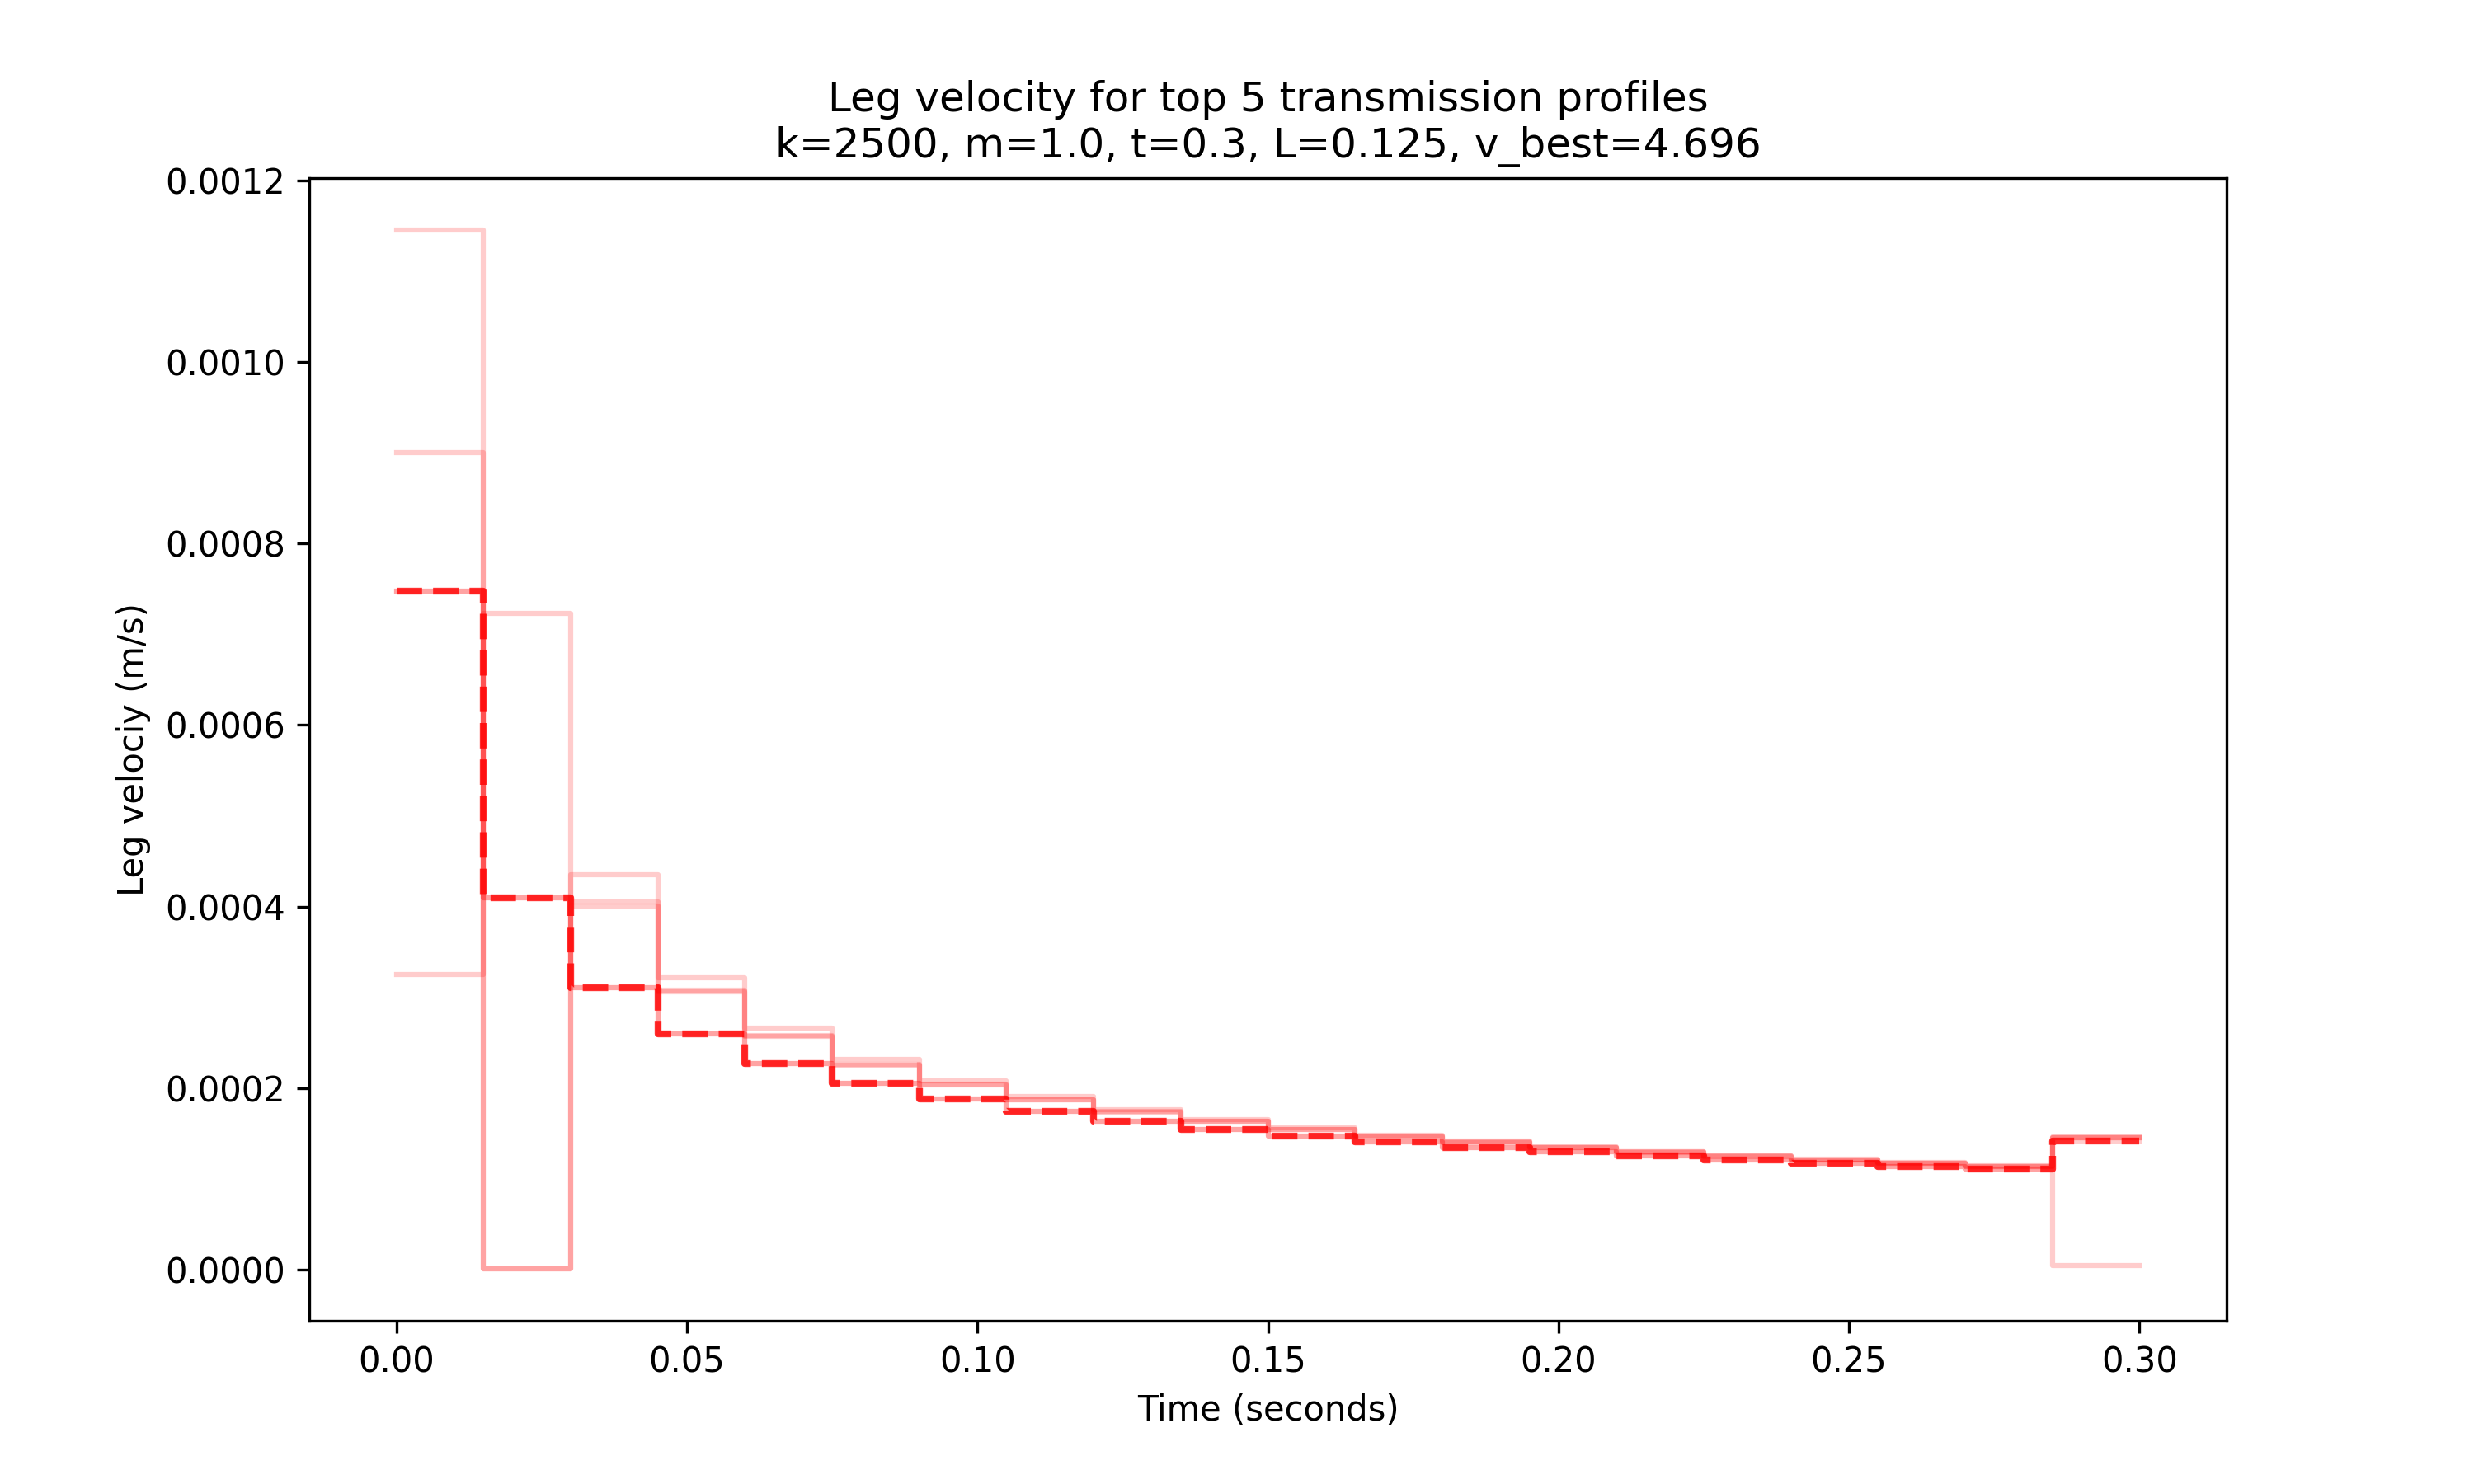 Leg velocity for top 5 transmission profiles
k=2500, m=1.0, t=0.3, L=0.125, v_best=4.696
0.0012
0.0010
0.0008
0.0006
0.0004
0.0002
0.0000
Leg velociy (m/s)
0.00 0.05 0.10 0.15 0.20 0.25 0.30
Time (seconds)